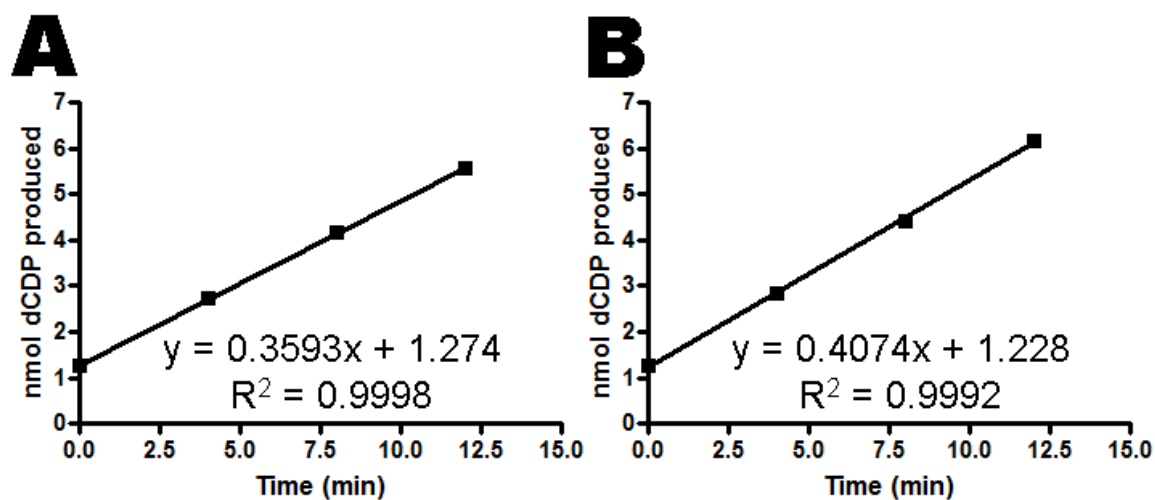 A
nmol dCDP produced
7
6
5
4
3
2
1
0
y = 0.3593x + 1.274
R² = 0.9998
0.0 2.5 5.0 7.5 10.0 12.5 15.0
Time (min)
B
nmol dCDP produced
7
6
5
4
3
2
1
0
y = 0.4074x + 1.228
R² = 0.9992
0.0 2.5 5.0 7.5 10.0 12.5 15.0
Time (min)